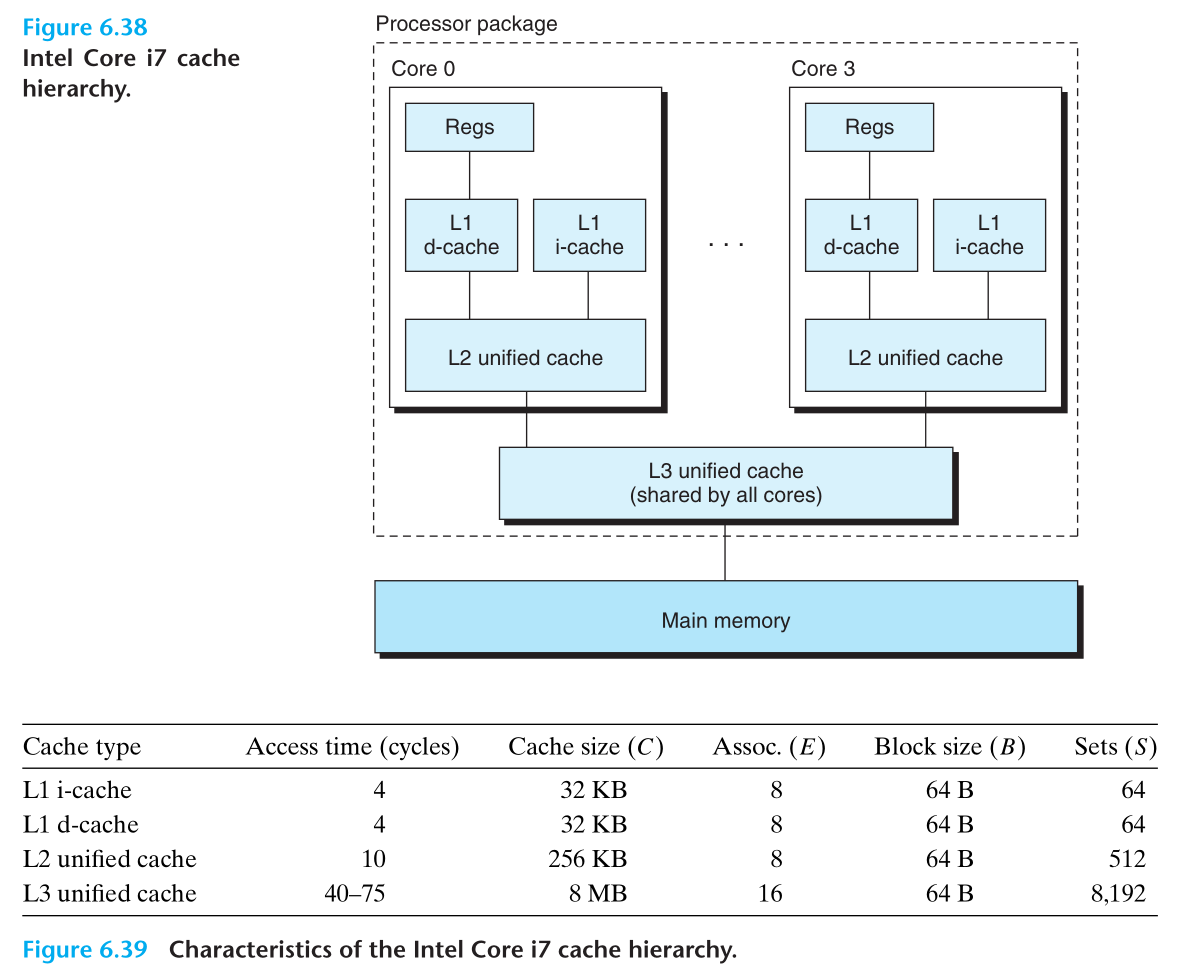 Figure 6.38
Intel Core i7 cache
hierarchy.
Processor package
Core 0
Core 3
Regs
Regs
L1
d-cache
L1
i-cache
. . .
L1
d-cache
L1
i-cache
L2 unified cache
L2 unified cache
L3 unified cache
(shared by all cores)
Main memory
Cache type Access time (cycles) Cache size (C) Assoc. (E) Block size (B) Sets (S)
L1 i-cache 4 32 KB 8 64 B 64
L1 d-cache 4 32 KB 8 64 B 64
L2 unified cache 10 256 KB 8 64 B 512
L3 unified cache 40–75 8 MB 16 64 B 8,192
Figure 6.39 Characteristics of the Intel Core i7 cache hierarchy.